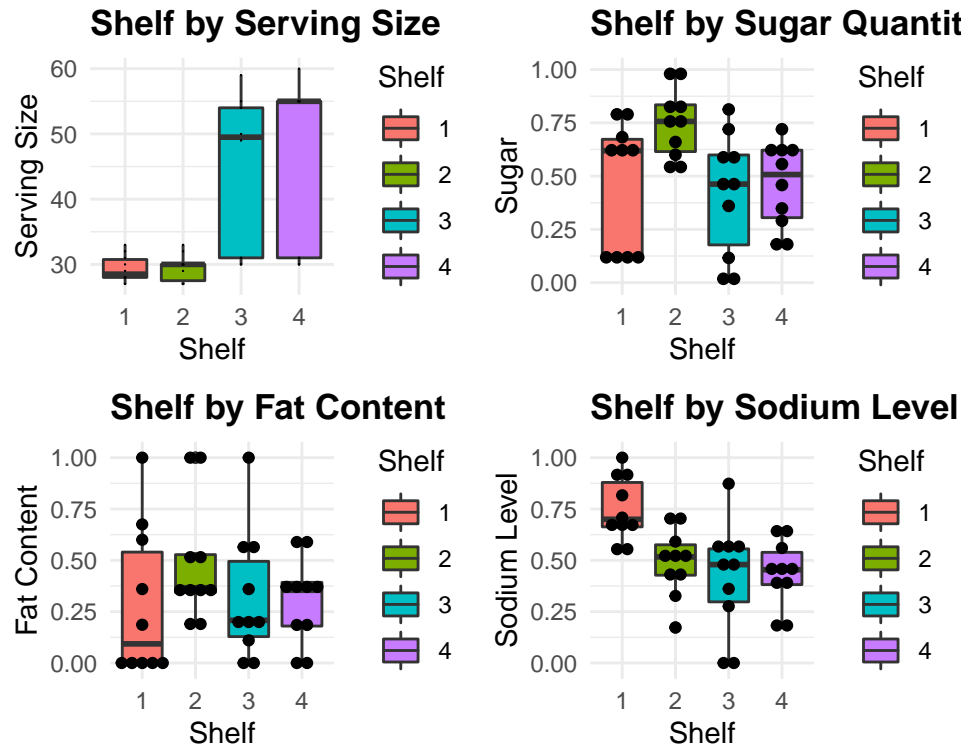 Shelf by Serving Size
Serving Size
60
50
40
30
1 2 3 4
Shelf
Shelf
1
2
3
4
Shelf by Sugar Quantit
Sugar
1.00
0.75
0.50
0.25
0.00
1 2 3 4
Shelf
Shelf
1
2
3
4
Shelf by Fat Content
Fat Content
1.00
0.75
0.50
0.25
0.00
1 2 3 4
Shelf
Shelf
1
2
3
4
Shelf by Sodium Level
Sodium Level
1.00
0.75
0.50
0.25
0.00
1 2 3 4
Shelf
Shelf
1
2
3
4